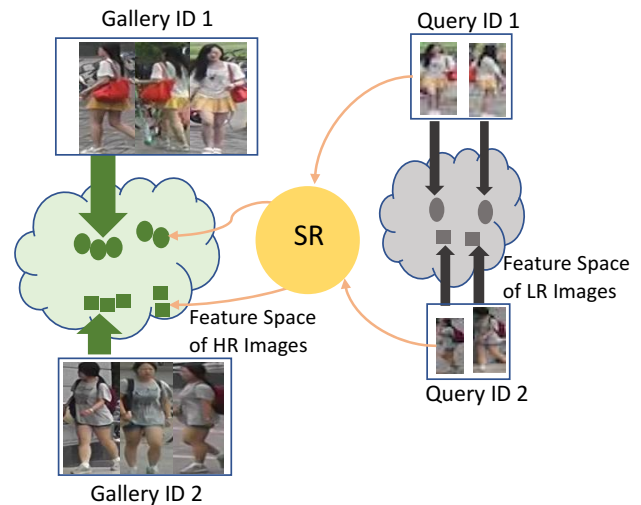 Gallery ID 1
Query ID 1
SR
Feature Space
of LR Images
Feature Space
of HR Images
Query ID 2
Gallery ID 2